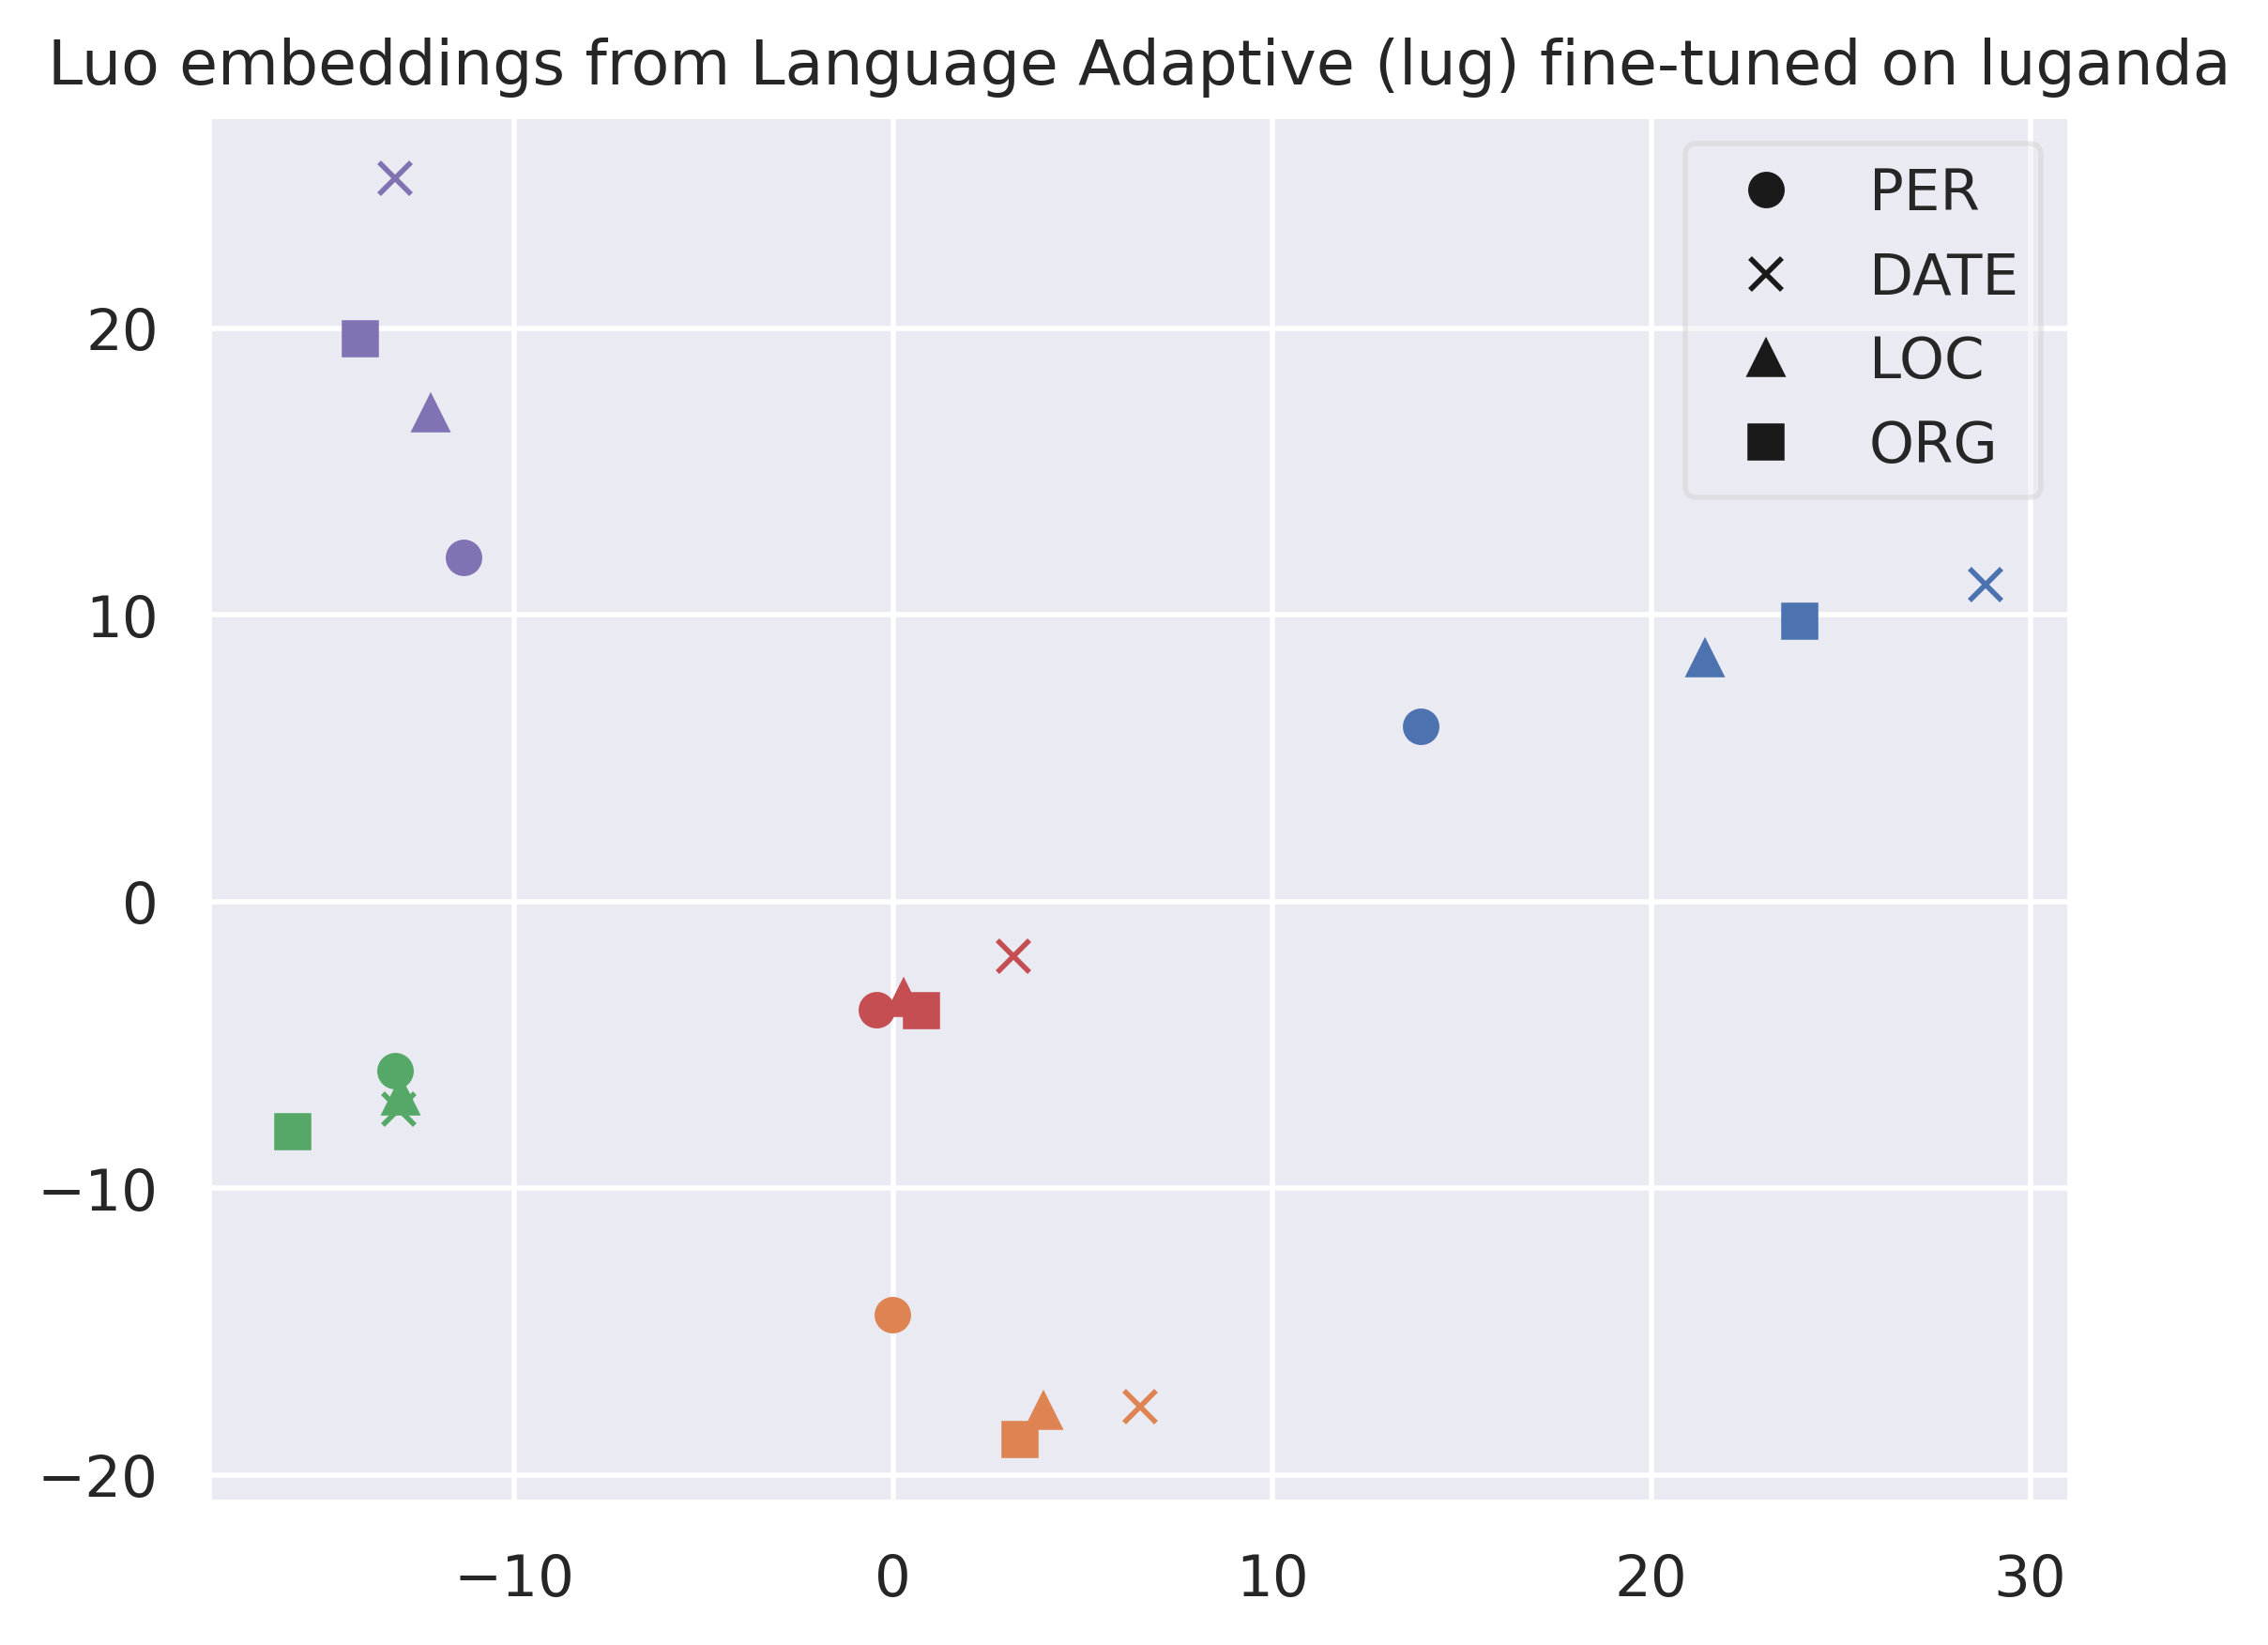 Luo embeddings from Language Adaptive (lug) fine-tuned on luganda
PER
DATE
LOC
ORG
20
10
0
−10
−20
−10 0 10 20 30